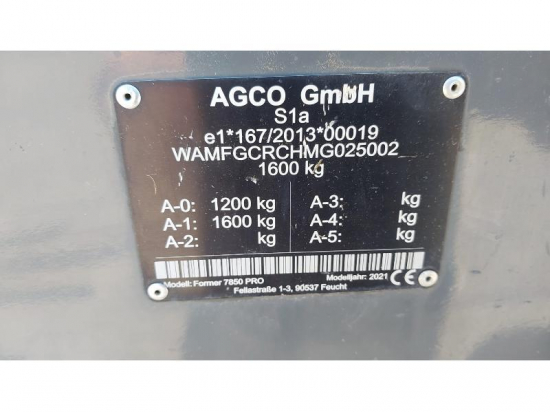 AGCO GmbH
S1a
e1*167/2013*00019
WAMFGCRCHMG025002
1600 kg
A-0: 1200 kg A-3: kg
A-1: 1600 kg A-4: kg
A-2: kg A-5: kg
Modell: Former 7850 PRO Modelljahr: 2021 CE
Fellastraße 1-3, 90537 Feucht